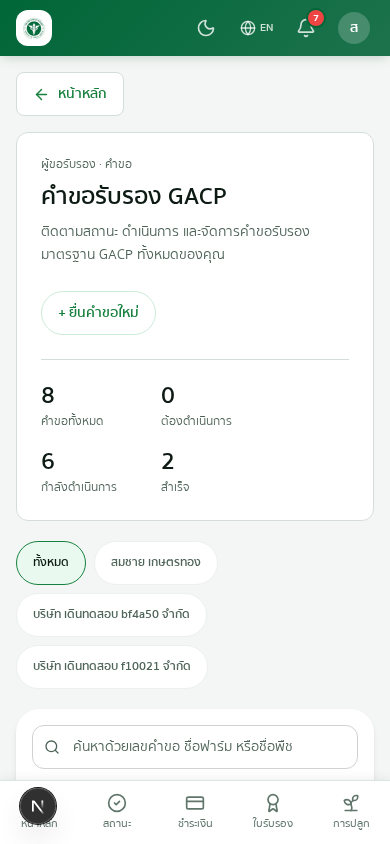 EN
7
ส
หน้าหลัก
ผู้ขอรับรอง · คำขอ
คำขอรับรอง GACP
ติดตามสถานะ ดำเนินการ และจัดการคำขอรับรอง
มาตรฐาน GACP ทั้งหมดของคุณ
+ ยื่นคำขอใหม่
8 0
คำขอทั้งหมด ต้องดำเนินการ
6 2
กำลังดำเนินการ สำเร็จ
ทั้งหมด สมชาย เกษตรทอง
บริษัท เดินทดสอบ bf4a50 จำกัด
บริษัท เดินทดสอบ f10021 จำกัด
ค้นหาด้วยเลขคำขอ ชื่อฟาร์ม หรือชื่อพืช
N
สถานะ ชำระเงิน ใบรับรอง การปลูก